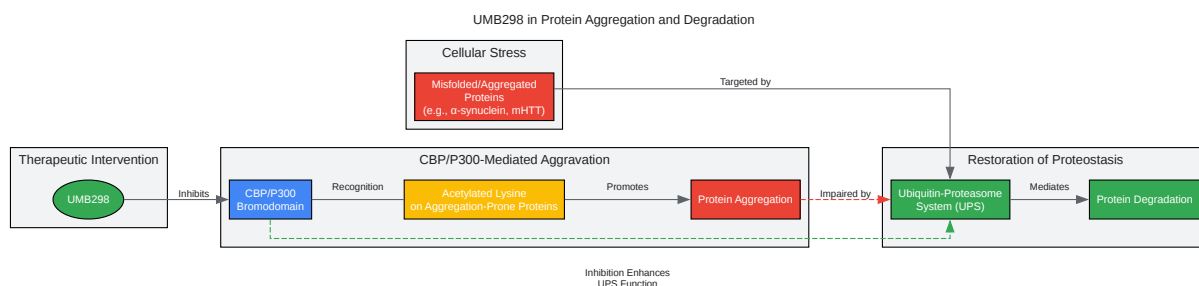 UMB298 in Protein Aggregation and Degradation
Cellular Stress
Misfolded/Aggregated
Proteins
(e.g., α-synuclein, mHTT)
Targeted by
Therapeutic Intervention
UMB298
Inhibits
CBP/P300-Mediated Aggravation
CBP/P300
Bromodomain
Recognition
Acetylated Lysine
on Aggregation-Prone Proteins
Promotes
Protein Aggregation
Impaired by
Restoration of Proteostasis
Ubiquitin-Proteasome
System (UPS)
Mediates
Protein Degradation
Inhibition Enhances
UPS Function